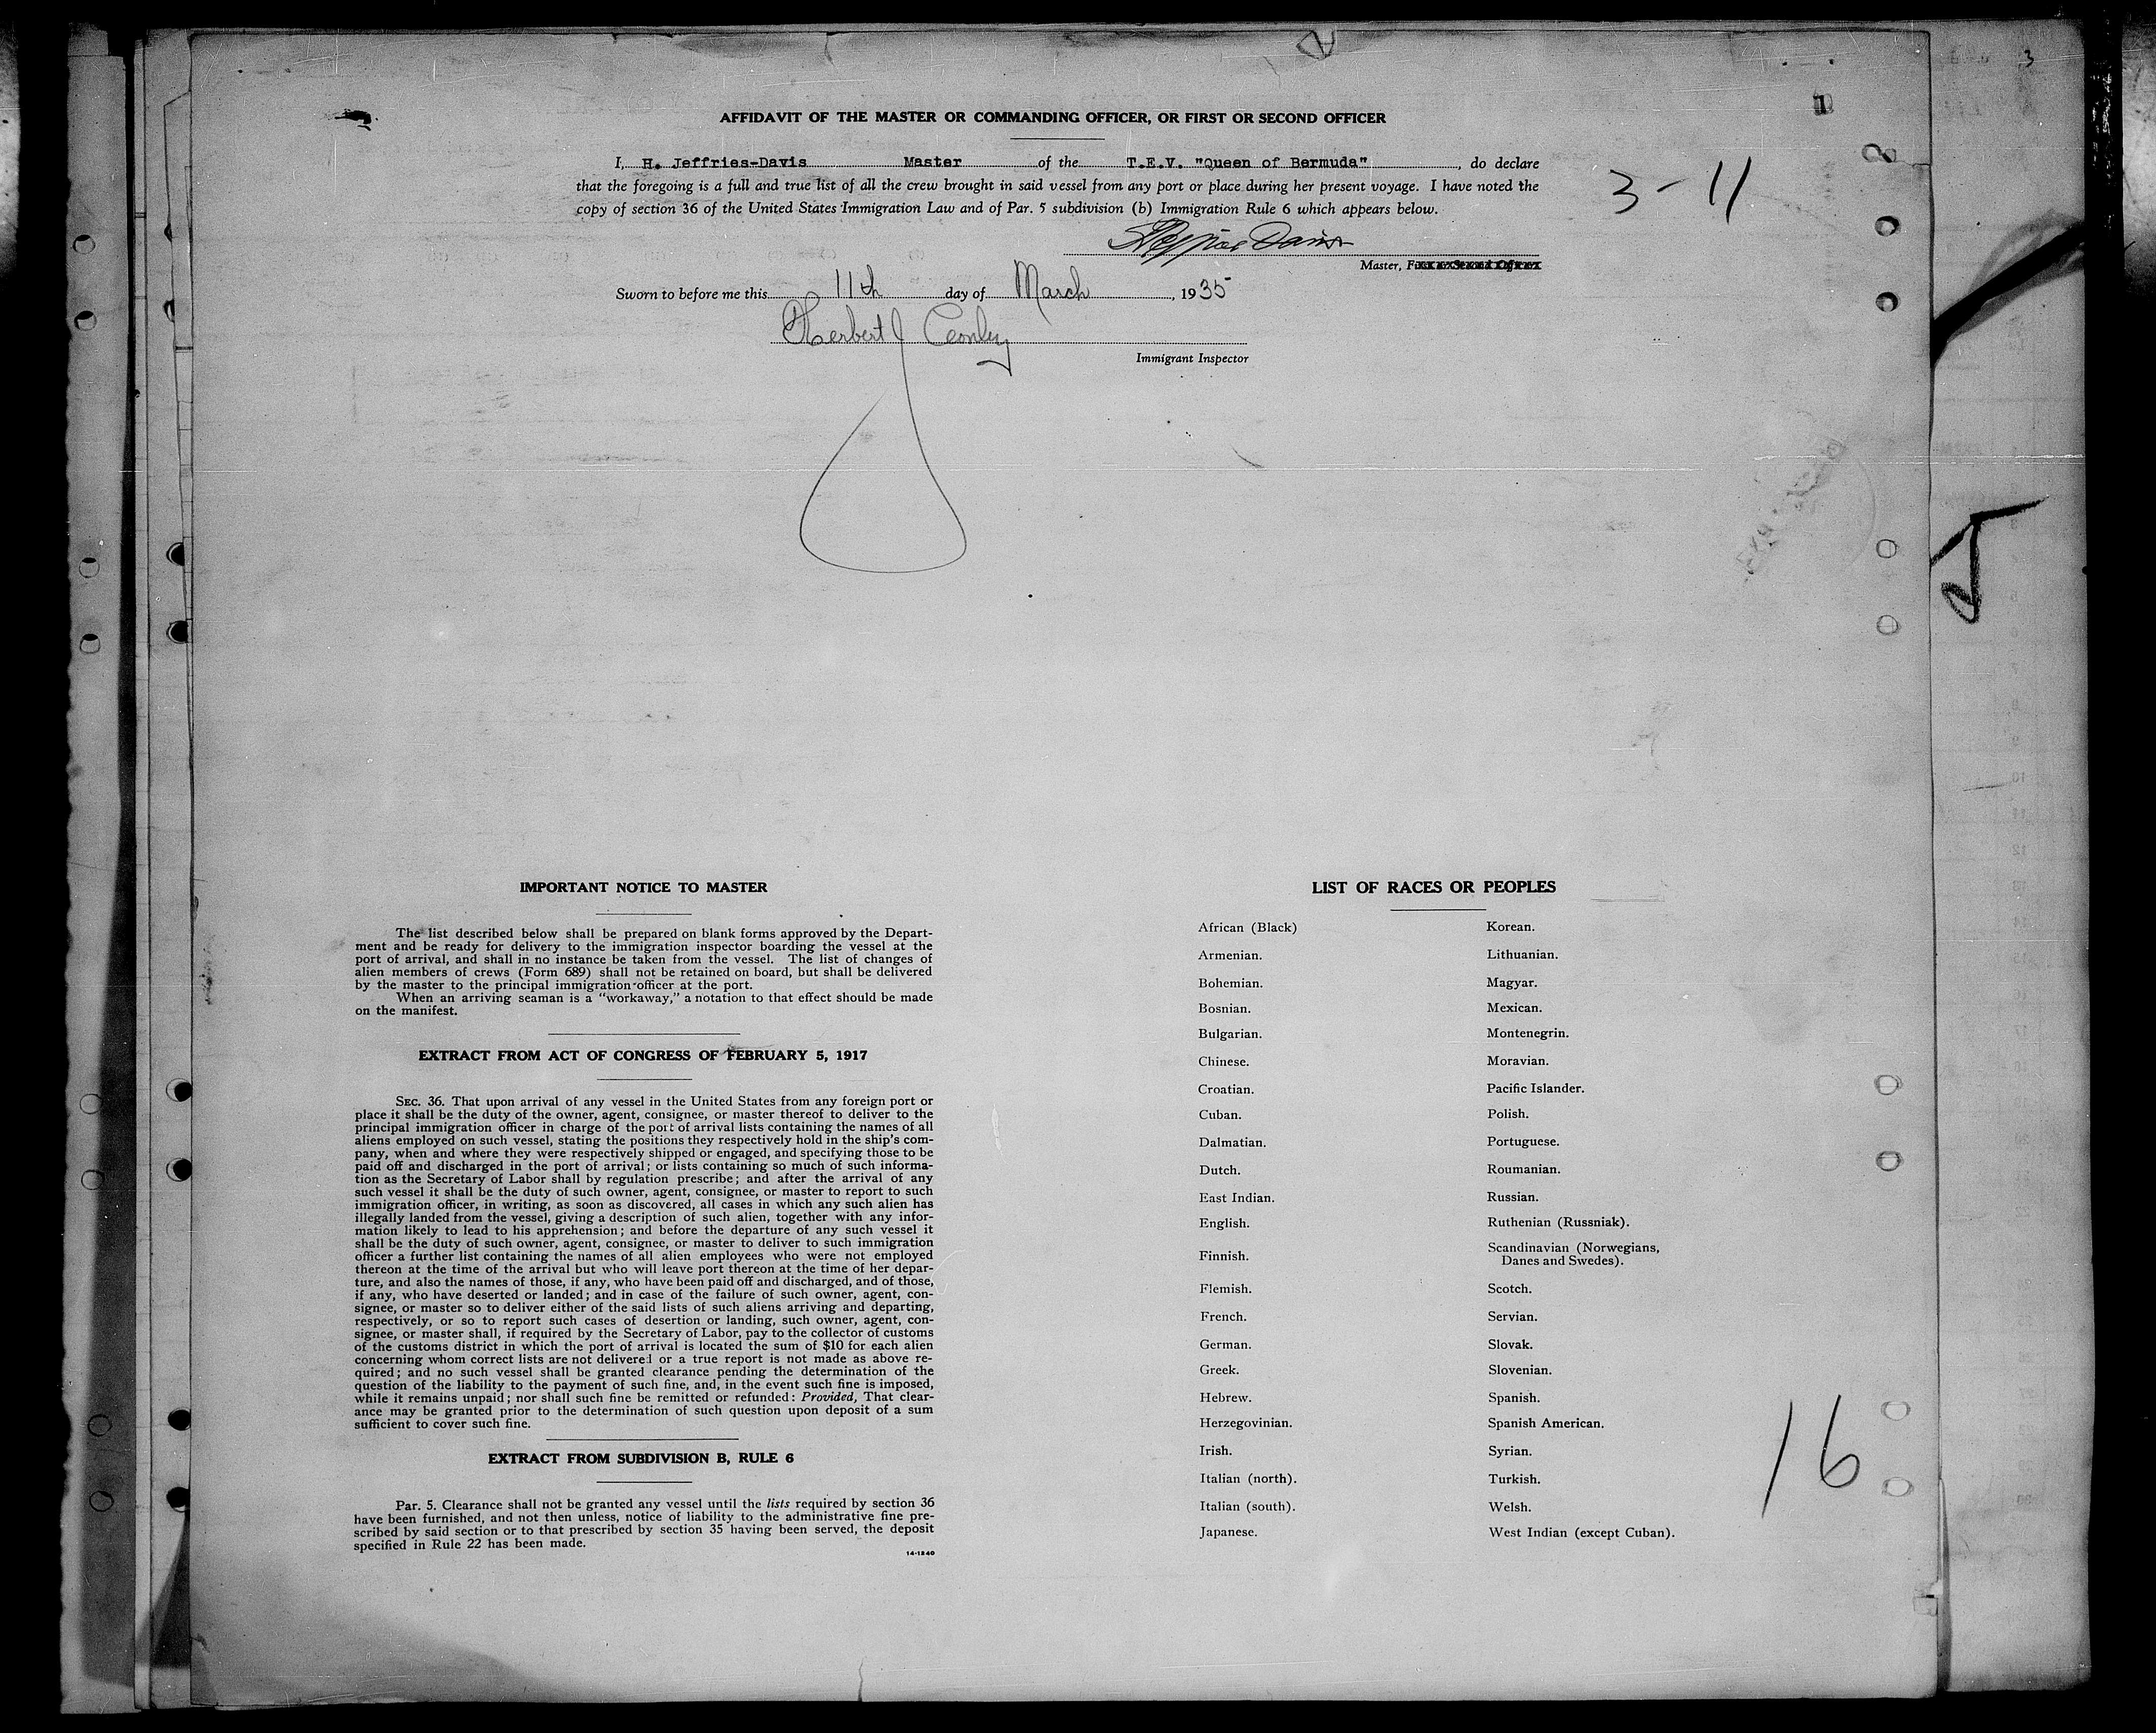 AFFIDAVIT OF THE MASTER OR COMMANDING OFFICER, OR FIRST OR SECOND OFFICER
1
I, H. Jeffries-Davis Master of the T.E.V. "Queen of Bermuda", do declare
that the foregoing is a full and true list of all the crew brought in said vessel from any port or place during her present voyage. I have noted the
copy of section 36 of the United States Immigration Law and of Par. 5 subdivision (b) Immigration Rule 6 which appears below.
3-11
Davis
Master,
Sworn to before me this 11th day of March, 1935
Herbert J
Immigrant Inspector
5
IMPORTANT NOTICE TO MASTER
The list described below shall be prepared on blank forms approved by the Depart-
ment and be ready for delivery to the immigration inspector boarding the vessel at the
port of arrival, and shall in no instance be taken from the vessel. The list of changes of
alien members of crews (Form 689) shall not be retained on board, but shall be delivered
by the master to the principal immigration officer at the port.
When an arriving seaman is a "workaway," a notation to that effect should be made
on the manifest.
EXTRACT FROM ACT OF CONGRESS OF FEBRUARY 5, 1917
SEC. 36. That upon arrival of any vessel in the United States from any foreign port or
place it shall be the duty of the owner, agent, consignee, or master thereof to deliver to the
principal immigration officer in charge of the port of arrival lists containing the names of all
aliens employed on such vessel, stating the positions they respectively hold in the ship's com-
pany, when and where they were respectively shipped or engaged, and specifying those to be
paid off and discharged in the port of arrival; or lists containing so much of such informa-
tion as the Secretary of Labor shall by regulation prescribe; and after the arrival of any
such vessel it shall be the duty of such owner, agent, consignee, or master to report to such
immigration officer, in writing, as soon as discovered, all cases in which any such alien has
illegally landed from the vessel, giving a description of such alien, together with any infor-
mation likely to lead to his apprehension; and before the departure of any such vessel it
shall be the duty of such owner, agent, consignee, or master to deliver to such immigration
officer a further list containing the names of all alien employees who were not employed
thereon at the time of the arrival but who will leave port thereon at the time of her depar-
ture, and also the names of those, if any, who have been paid off and discharged, and of those,
if any, who have deserted or landed; and in case of the failure of such owner, agent, con-
signee, or master so to deliver either of the said lists of such aliens arriving and departing,
respectively, or so to report such cases of desertion or landing, such owner, agent, con-
signee, or master shall, if required by the Secretary of Labor, pay to the collector of customs
of the customs district in which the port of arrival is located the sum of $10 for each alien
concerning whom correct lists are not delivered or a true report is not made as above re-
quired; and no such vessel shall be granted clearance pending the determination of the
question of the liability to the payment of such fine, and, in the event such fine is imposed,
while it remains unpaid; nor shall such fine be remitted or refunded: Provided, That clear-
ance may be granted prior to the determination of such question upon deposit of a sum
sufficient to cover such fine.
EXTRACT FROM SUBDIVISION B, RULE 6
Par. 5. Clearance shall not be granted any vessel until the lists required by section 36
have been furnished, and not then unless, notice of liability to the administrative fine pre-
scribed by said section or to that prescribed by section 35 having been served, the deposit
specified in Rule 22 has been made.
14-1240
LIST OF RACES OR PEOPLES
African (Black)
Armenian.
Bohemian.
Bosnian.
Bulgarian.
Chinese.
Croatian.
Cuban.
Dalmatian.
Dutch.
East Indian.
English.
Finnish.
Flemish.
French.
German.
Greek.
Hebrew.
Herzegovinian.
Irish.
Italian (north).
Italian (south).
Japanese.
Korean.
Lithuanian.
Magyar.
Mexican.
Montenegrin.
Moravian.
Pacific Islander.
Polish.
Portuguese.
Roumanian.
Russian.
Ruthenian (Russniak).
Scandinavian (Norwegians,
Danes and Swedes).
Scotch.
Servian.
Slovak.
Slovenian.
Spanish.
Spanish American.
Syrian.
Turkish.
Welsh.
West Indian (except Cuban).
16